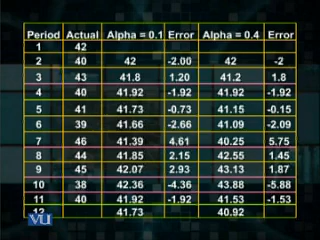 Period Actual Alpha = 0.1 Error Alpha = 0.4 Error
1 42
2 40 42 -2.00 42 -2
3 43 41.8 1.20 41.2 1.8
4 40 41.92 -1.92 41.92 -1.92
5 41 41.73 -0.73 41.15 -0.15
6 39 41.66 -2.66 41.09 -2.09
7 46 41.39 4.61 40.25 5.75
8 44 41.85 2.15 42.55 1.45
9 45 42.07 2.93 43.13 1.87
10 38 42.36 -4.36 43.88 -5.88
11 40 41.92 -1.92 41.53 -1.53
12 41.73 40.92
VU